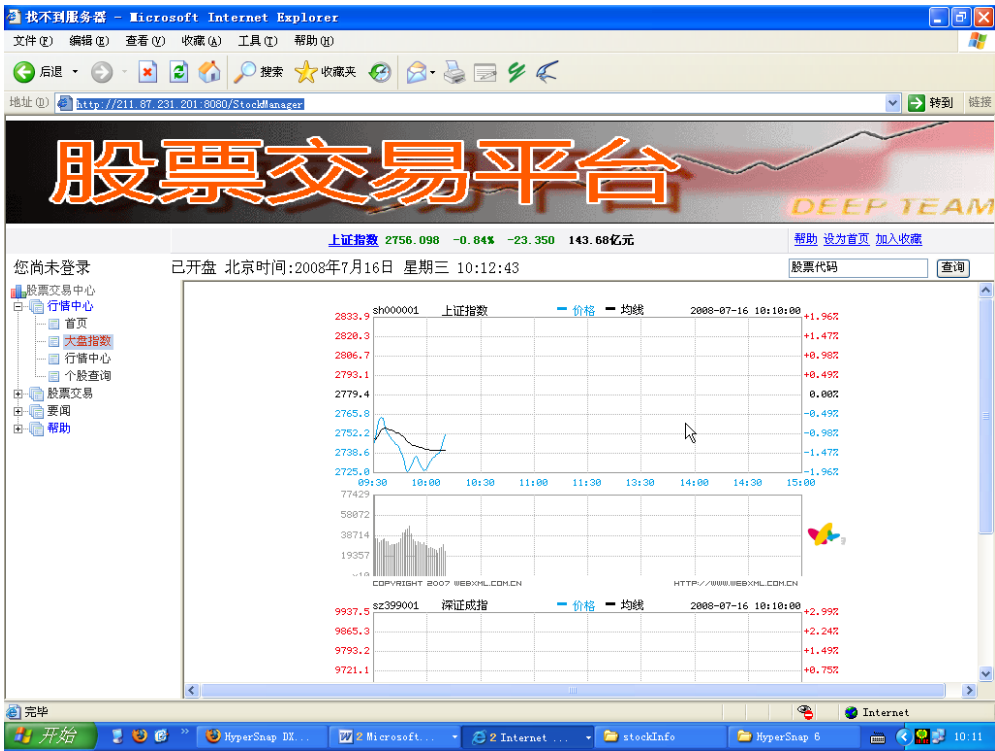 找不到服务器 - Microsoft Internet Explorer
文件(F) 编辑(E) 查看(V) 收藏(A) 工具(T) 帮助(H)
后退 搜索 收藏夹
地址(D) http://211.87.231.201:8080/StockManager 转到 链接
股票交易平台
DEEP TEAM
上证指数 2756.098 -0.84% -23.350 143.68亿元 帮助 设为首页 加入收藏
您尚未登录 已开盘 北京时间:2008年7月16日 星期三 10:12:43 股票代码 查询
股票交易中心
行情中心
首页
大盘指数
行情中心
个股查询
股票交易
要闻
帮助
sh000001 上证指数 价格 均线 2008-07-16 10:10:00
2833.9 +1.96%
2820.3 +1.47%
2806.7 +0.98%
2793.1 +0.49%
2779.4 0.00%
2765.8 -0.49%
2752.2 -0.98%
2738.6 -1.47%
2725.0 -1.96%
09:30 10:00 10:30 11:00 11:30 13:30 14:00 14:30 15:00
77429
58072
38714
19357
x10
COPYRIGHT 2007 WEBXML.COM.CN HTTP://WWW.WEBXML.COM.CN
sz399001 深证成指 价格 均线 2008-07-16 10:10:00
9937.5 +2.99%
9865.3 +2.24%
9793.2 +1.49%
9721.1 +0.75%
完毕 Internet
开始 HyperSnap DX... 2 Microsoft... 2 Internet ... stockInfo HyperSnap 6 10:11